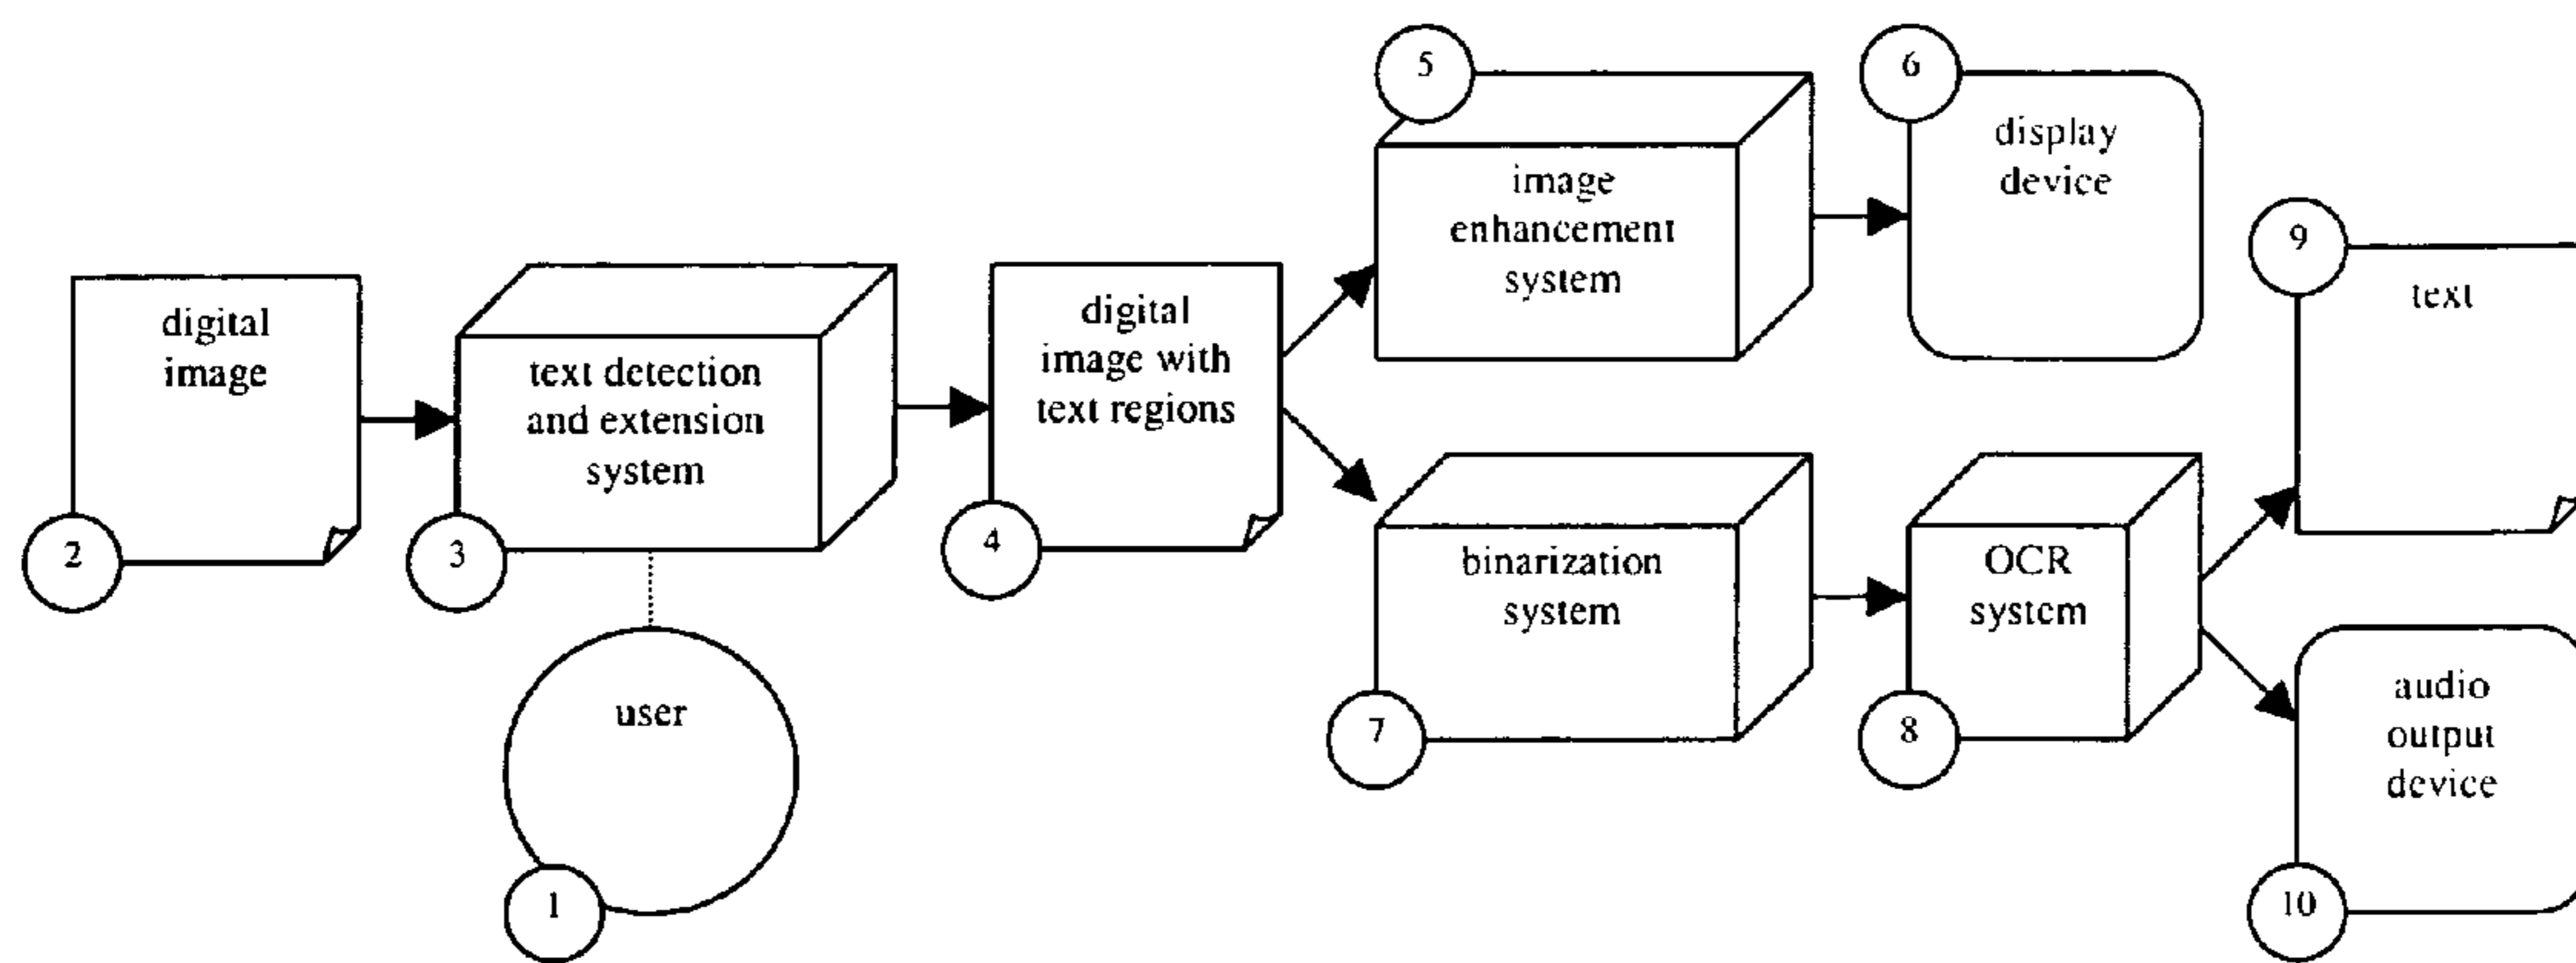 2
digital
image
3
text detection
and extension
system
1
user
4
digital
image with
text regions
5
image
enhancement
system
6
display
device
7
binarization
system
8
OCR
system
9
text
10
audio
output
device